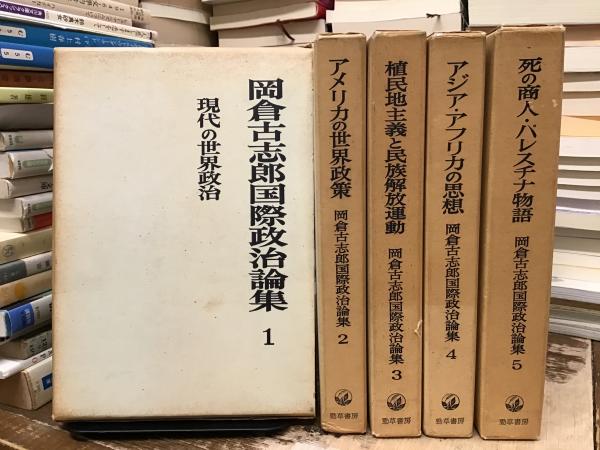 岡倉古志郎国際政治論集 1
現代の世界政治
アメリカの世界政策
岡倉古志郎国際政治論集 2
植民地主義と民族解放運動
岡倉古志郎国際政治論集 3
勁草書房
アジア・アフリカの思想
岡倉古志郎国際政治論集 4
勁草書房
死の商人・パレスチナ物語
岡倉古志郎国際政治論集 5
勁草書房